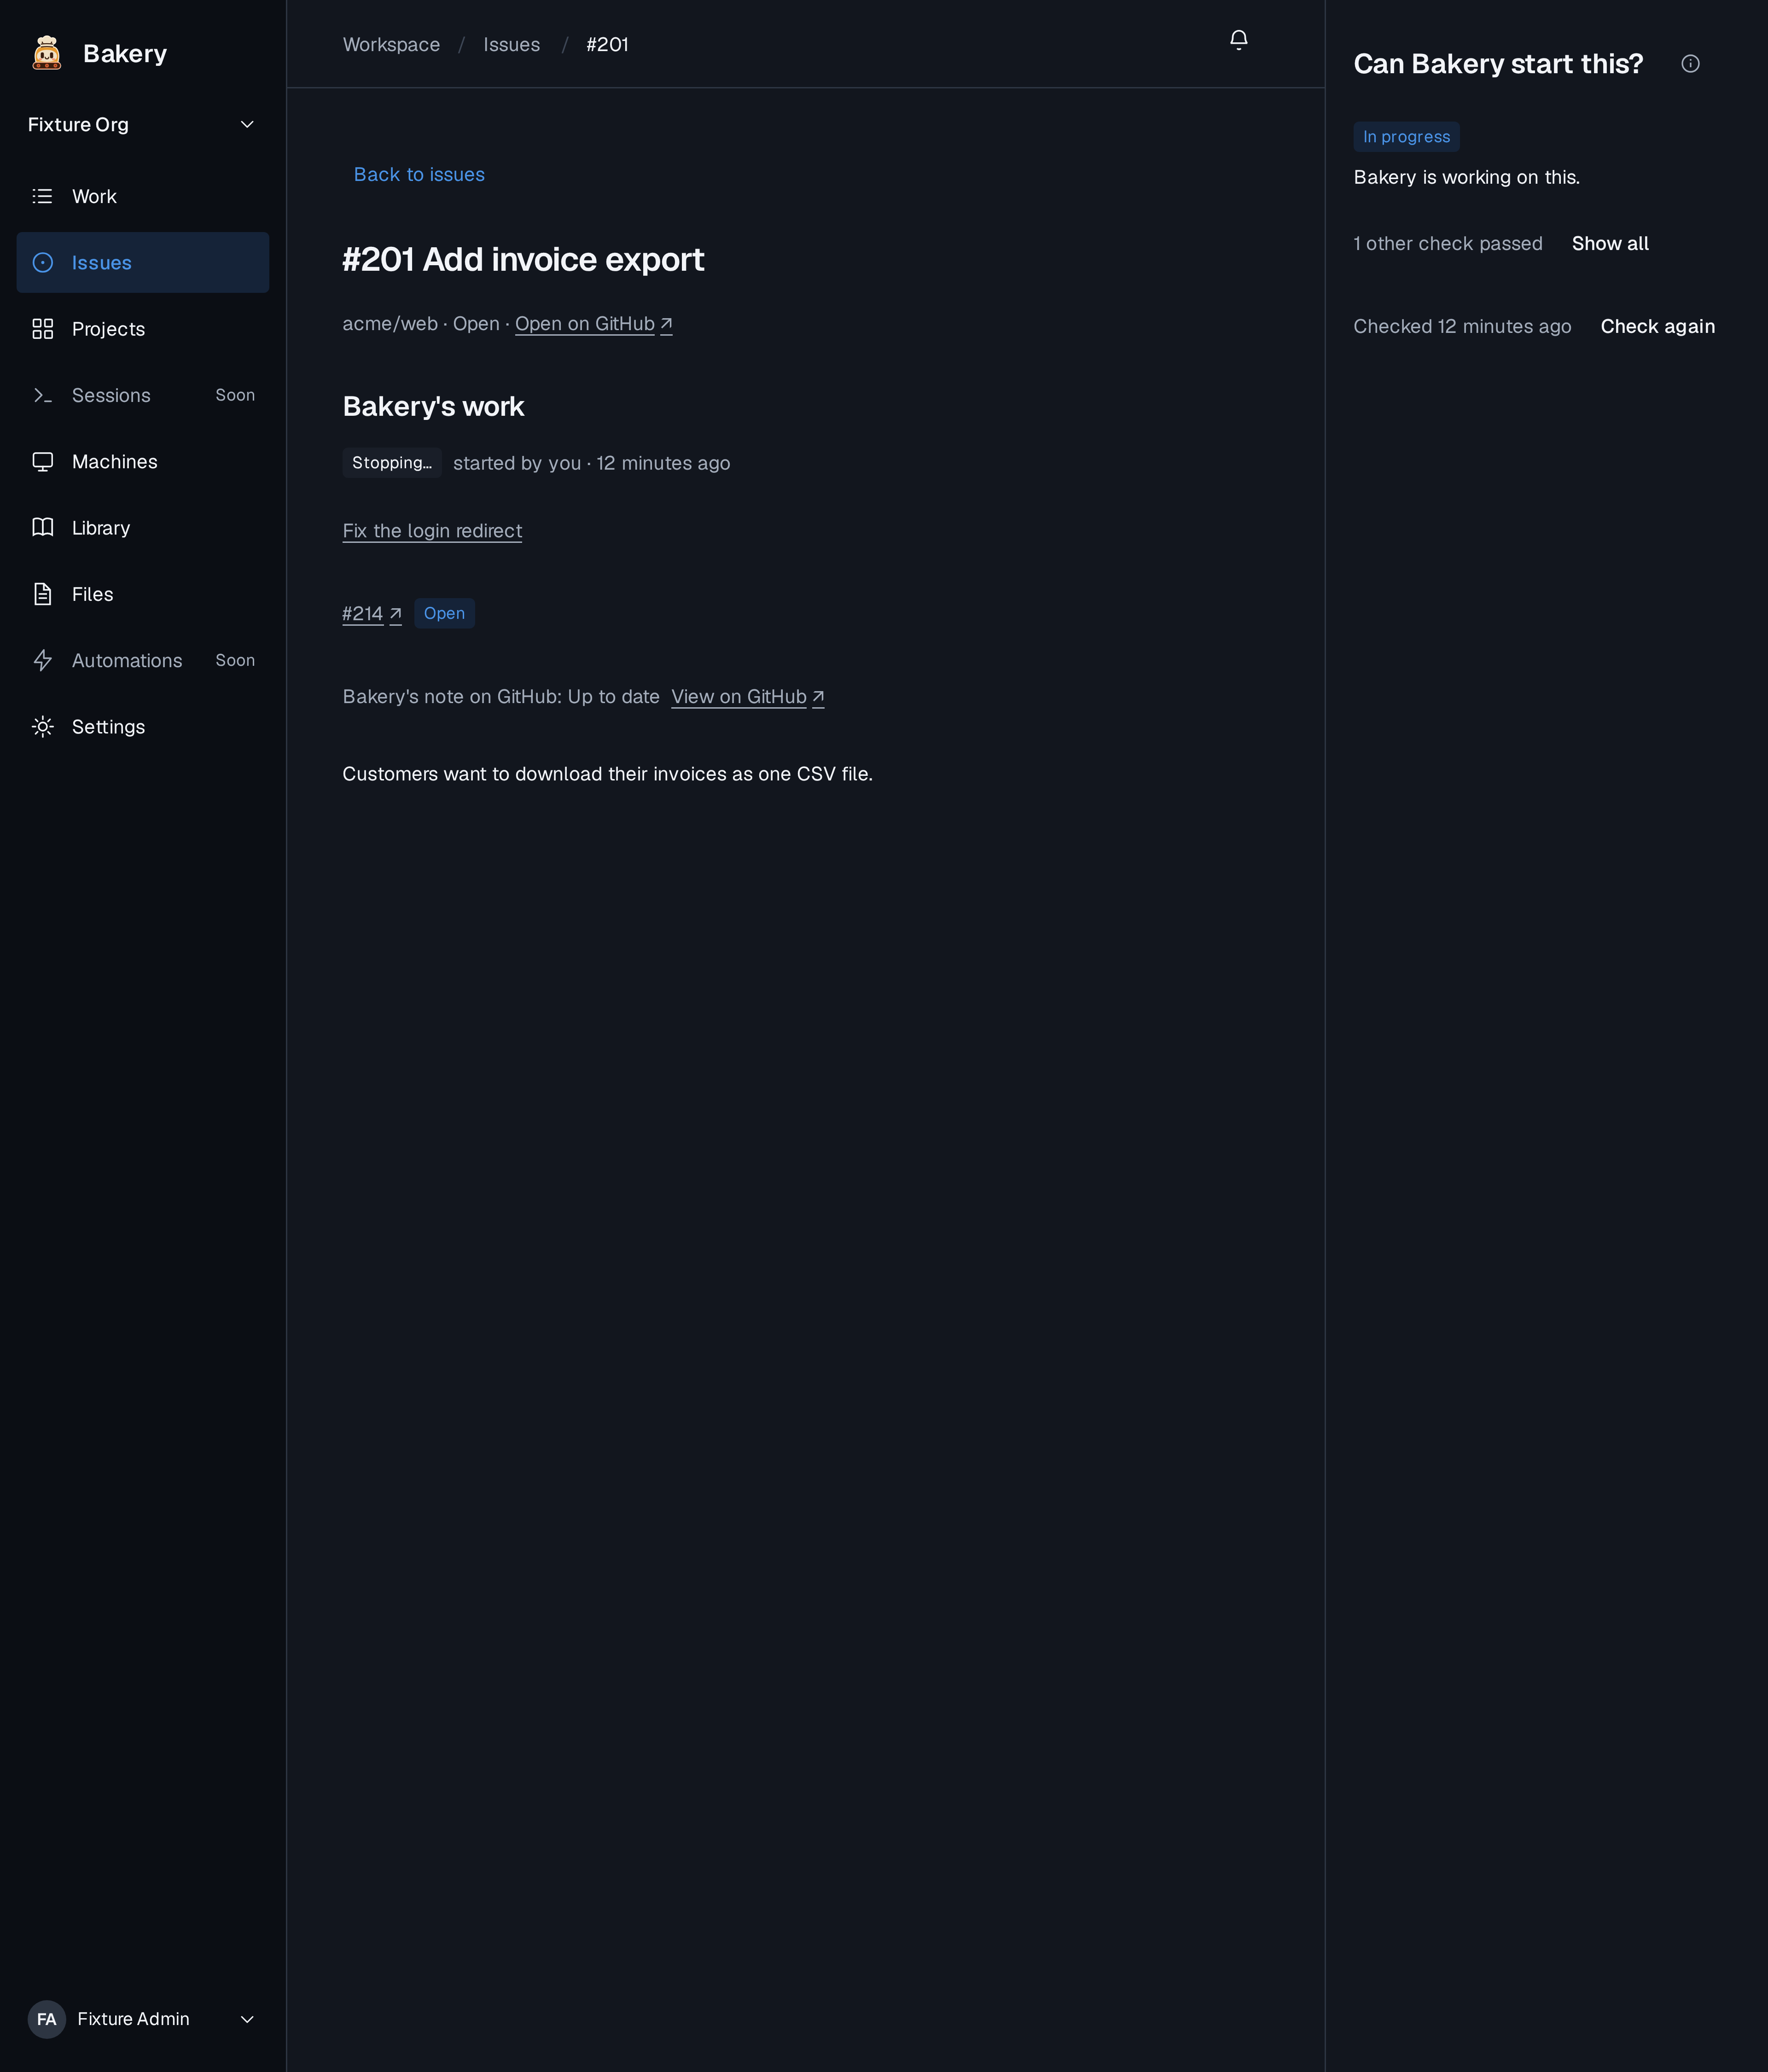 Bakery
Fixture Org
Work
Issues
Projects
Sessions Soon
Machines
Library
Files
Automations Soon
Settings
FA Fixture Admin
Workspace / Issues / #201
Back to issues
#201 Add invoice export
acme/web · Open · Open on GitHub ↗
Bakery's work
Stopping… started by you · 12 minutes ago
Fix the login redirect
#214 ↗ Open
Bakery's note on GitHub: Up to date View on GitHub ↗
Customers want to download their invoices as one CSV file.
Can Bakery start this?
In progress
Bakery is working on this.
1 other check passed Show all
Checked 12 minutes ago Check again